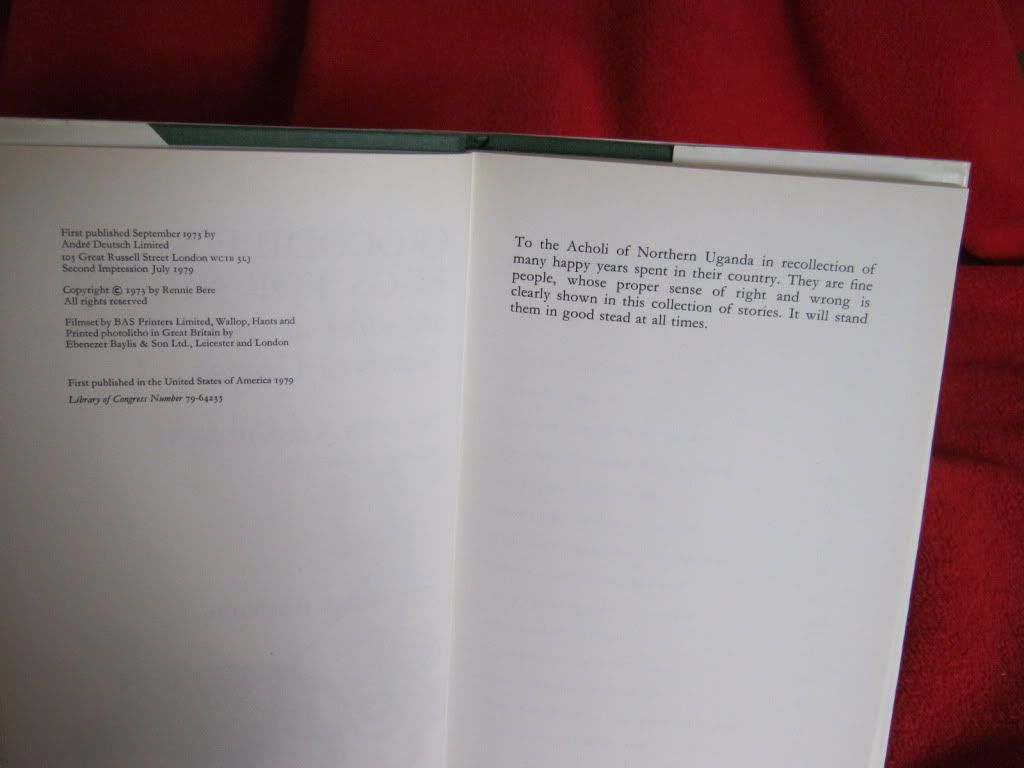 First published September 1973 by
André Deutsch Limited
105 Great Russell Street London WC1B 3LJ
Second Impression July 1979
Copyright © 1973 by Rennie Bere
All rights reserved
Filmset by BAS Printers Limited, Wallop, Hants and
Printed photolitho in Great Britain by
Ebenezer Baylis & Son Ltd., Leicester and London
First published in the United States of America 1979
Library of Congress Number 79-64235
To the Acholi of Northern Uganda in recollection of
many happy years spent in their country. They are fine
people, whose proper sense of right and wrong is
clearly shown in this collection of stories. It will stand
them in good stead at all times.